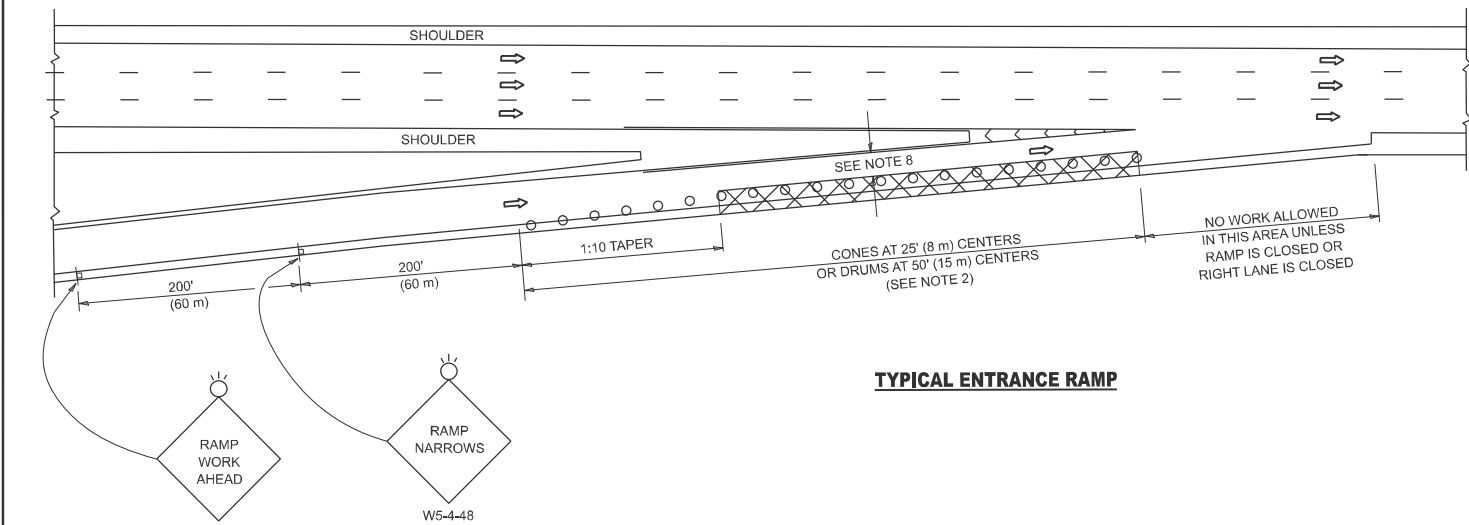 SHOULDER
SHOULDER
SEE NOTE 8
1:10 TAPER
CONES AT 25' (8 m) CENTERS
OR DRUMS AT 50' (15 m) CENTERS
(SEE NOTE 2)
NO WORK ALLOWED
IN THIS AREA UNLESS
RAMP IS CLOSED OR
RIGHT LANE IS CLOSED
200'
(60 m)
200'
(60 m)
TYPICAL ENTRANCE RAMP
RAMP
WORK
AHEAD
RAMP
NARROWS
W5-4-48